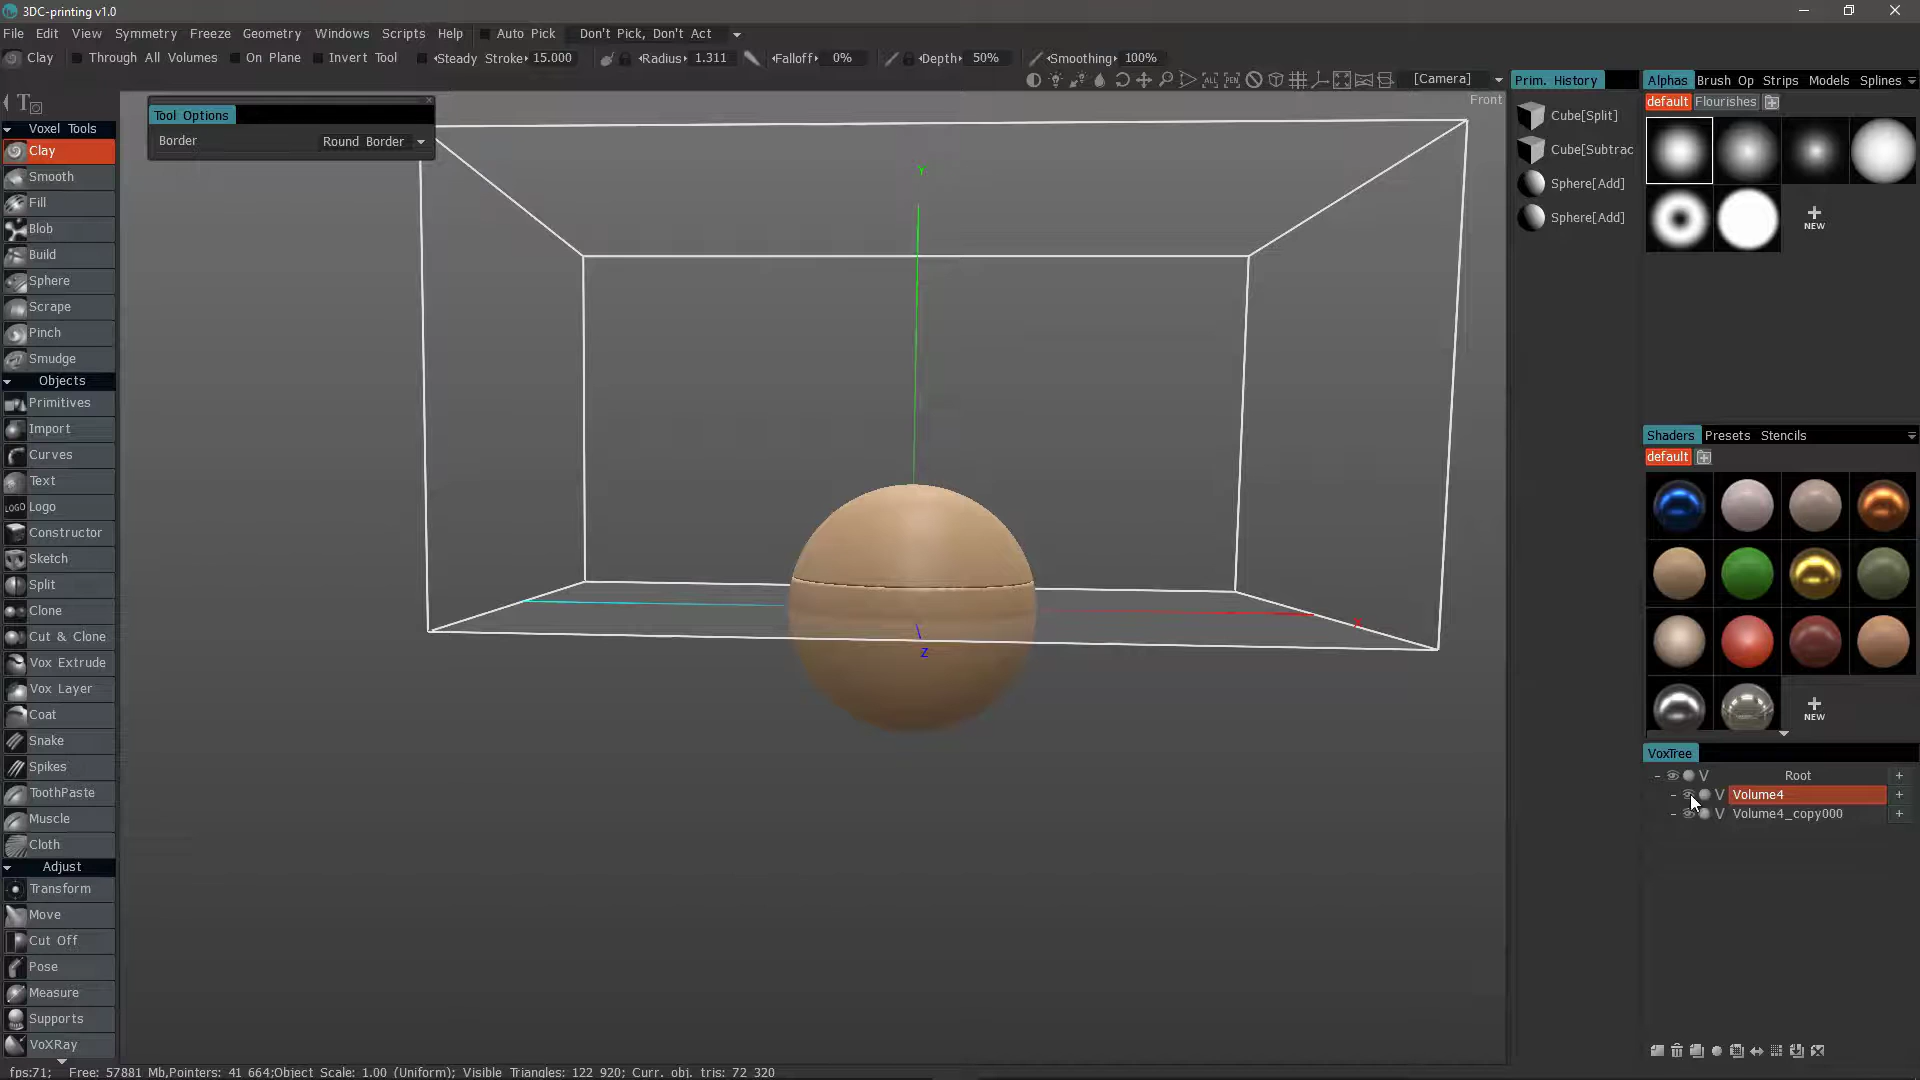 3DC-printing v1.0
File Edit View Symmetry Freeze Geometry Windows Scripts Help Auto Pick Don't Pick, Don't Act
Clay Through All Volumes On Plane Invert Tool Steady Stroke 15.000 Radius 1.311 Falloff 0% Depth 50% Smoothing 100%
[Camera]
Front
Tool Options
Border Round Border
Voxel Tools
Clay
Smooth
Fill
Blob
Build
Sphere
Scrape
Pinch
Smudge
Objects
Primitives
Import
Curves
Text
LOGO Logo
Constructor
Sketch
Split
Clone
Cut & Clone
Vox Extrude
Vox Layer
Coat
Snake
Spikes
ToothPaste
Muscle
Cloth
Adjust
Transform
Move
Cut Off
Pose
Measure
Supports
VoXRay
Y
X
Z
Prim. History
Cube[Split]
Cube[Subtrac
Sphere[Add]
Sphere[Add]
Alphas Brush Op Strips Models Splines
default Flourishes
NEW
Shaders Presets Stencils
default
NEW
VoxTree
V Root +
V Volume4 +
V Volume4_copy000 +
fps:71; Free: 57881 Mb,Pointers: 41 664;Object Scale: 1.00 (Uniform); Visible Triangles: 122 920; Curr. obj. tris: 72 320